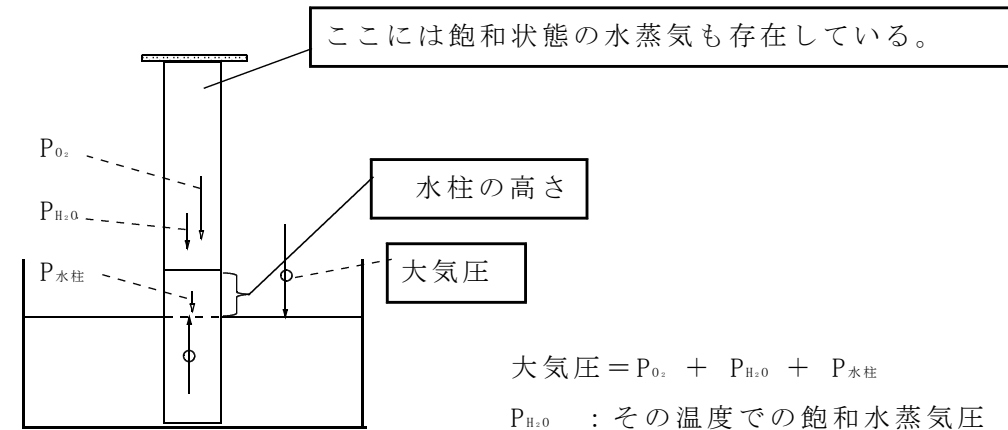 ここには飽和状態の水蒸気も存在している。
PO₂
PH₂O
P水柱
水柱の高さ
大気圧
大気圧＝PO₂ ＋ PH₂O ＋ P水柱
PH₂O ：その温度での飽和水蒸気圧